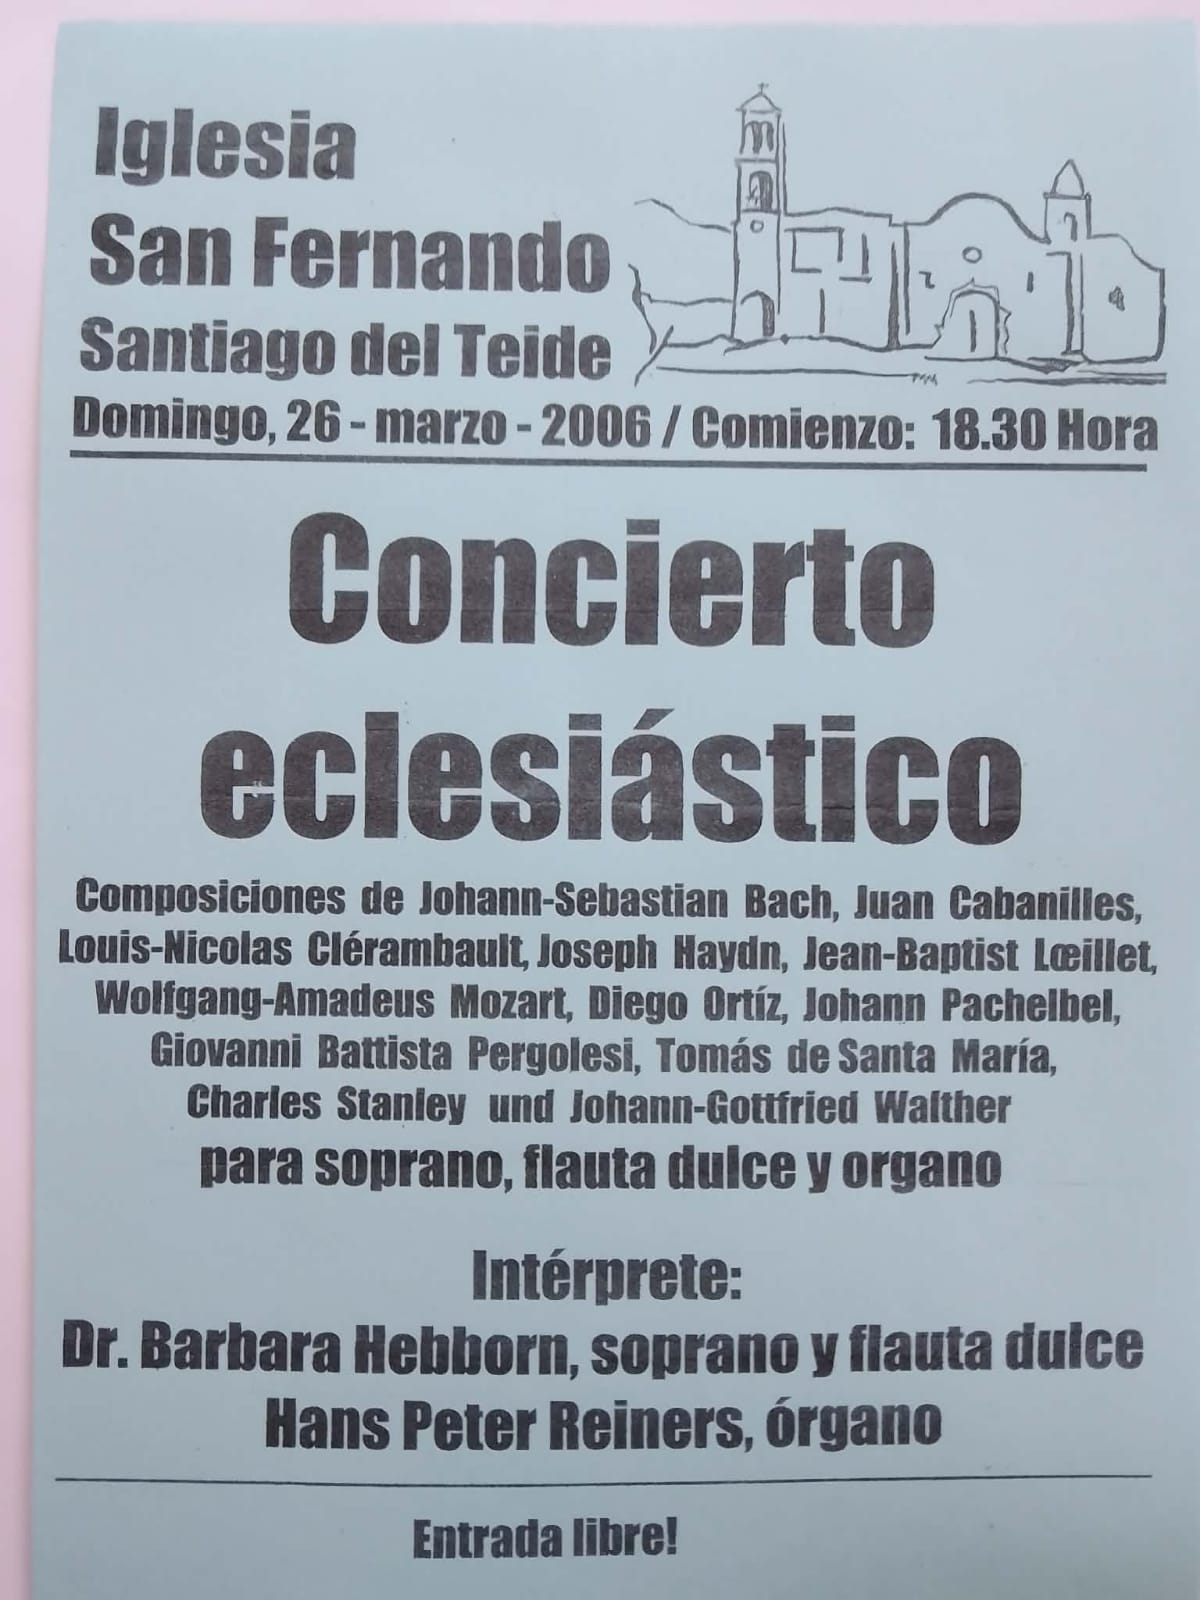 Iglesia
San Fernando
Santiago del Teide
Domingo, 26 - marzo - 2006 / Comienzo: 18.30 Hora
Concierto
eclesiástico
Composiciones de Johann-Sebastian Bach, Juan Cabanilles,
Louis-Nicolas Clérambault, Joseph Haydn, Jean-Baptist Lœillet,
Wolfgang-Amadeus Mozart, Diego Ortíz, Johann Pachelbel,
Giovanni Battista Pergolesi, Tomás de Santa María,
Charles Stanley und Johann-Gottfried Walther
para soprano, flauta dulce y organo
Intérprete:
Dr. Barbara Hebborn, soprano y flauta dulce
Hans Peter Reiners, órgano
Entrada libre!